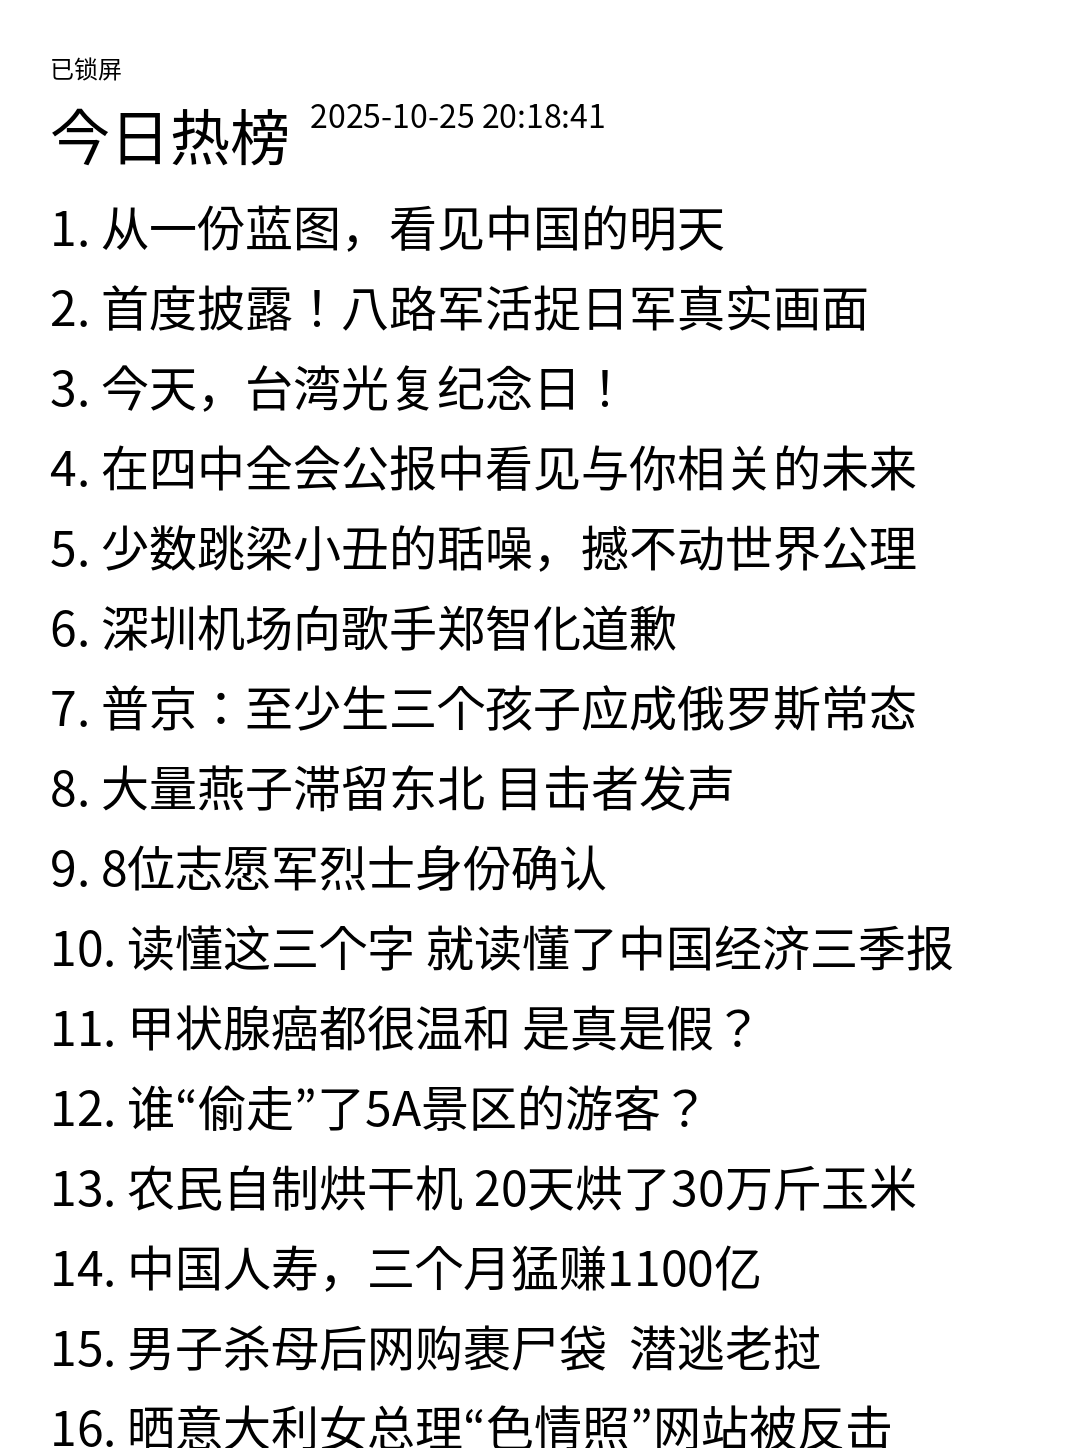 已锁屏
今日热榜 2025-10-25 20:18:41
1. 从一份蓝图，看见中国的明天
2. 首度披露！八路军活捉日军真实画面
3. 今天，台湾光复纪念日！
4. 在四中全会公报中看见与你相关的未来
5. 少数跳梁小丑的聒噪，撼不动世界公理
6. 深圳机场向歌手郑智化道歉
7. 普京：至少生三个孩子应成俄罗斯常态
8. 大量燕子滞留东北 目击者发声
9. 8位志愿军烈士身份确认
10. 读懂这三个字 就读懂了中国经济三季报
11. 甲状腺癌都很温和 是真是假？
12. 谁“偷走”了5A景区的游客？
13. 农民自制烘干机 20天烘了30万斤玉米
14. 中国人寿，三个月猛赚1100亿
15. 男子杀母后网购裹尸袋  潜逃老挝
16. 晒意大利女总理“色情照”网站被反击